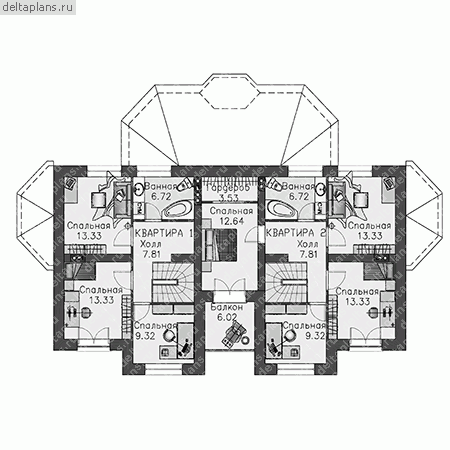 deltaplans.ru
Ванная
6.72
Гардероб
3.53
Ванная
6.72
Спальная
13.33
Спальная
12.64
Спальная
13.33
КВАРТИРА 1
Холл
7.81
КВАРТИРА 2
Холл
7.81
Спальная
13.33
Спальная
13.33
Балкон
6.02
Спальная
9.32
Спальная
9.32